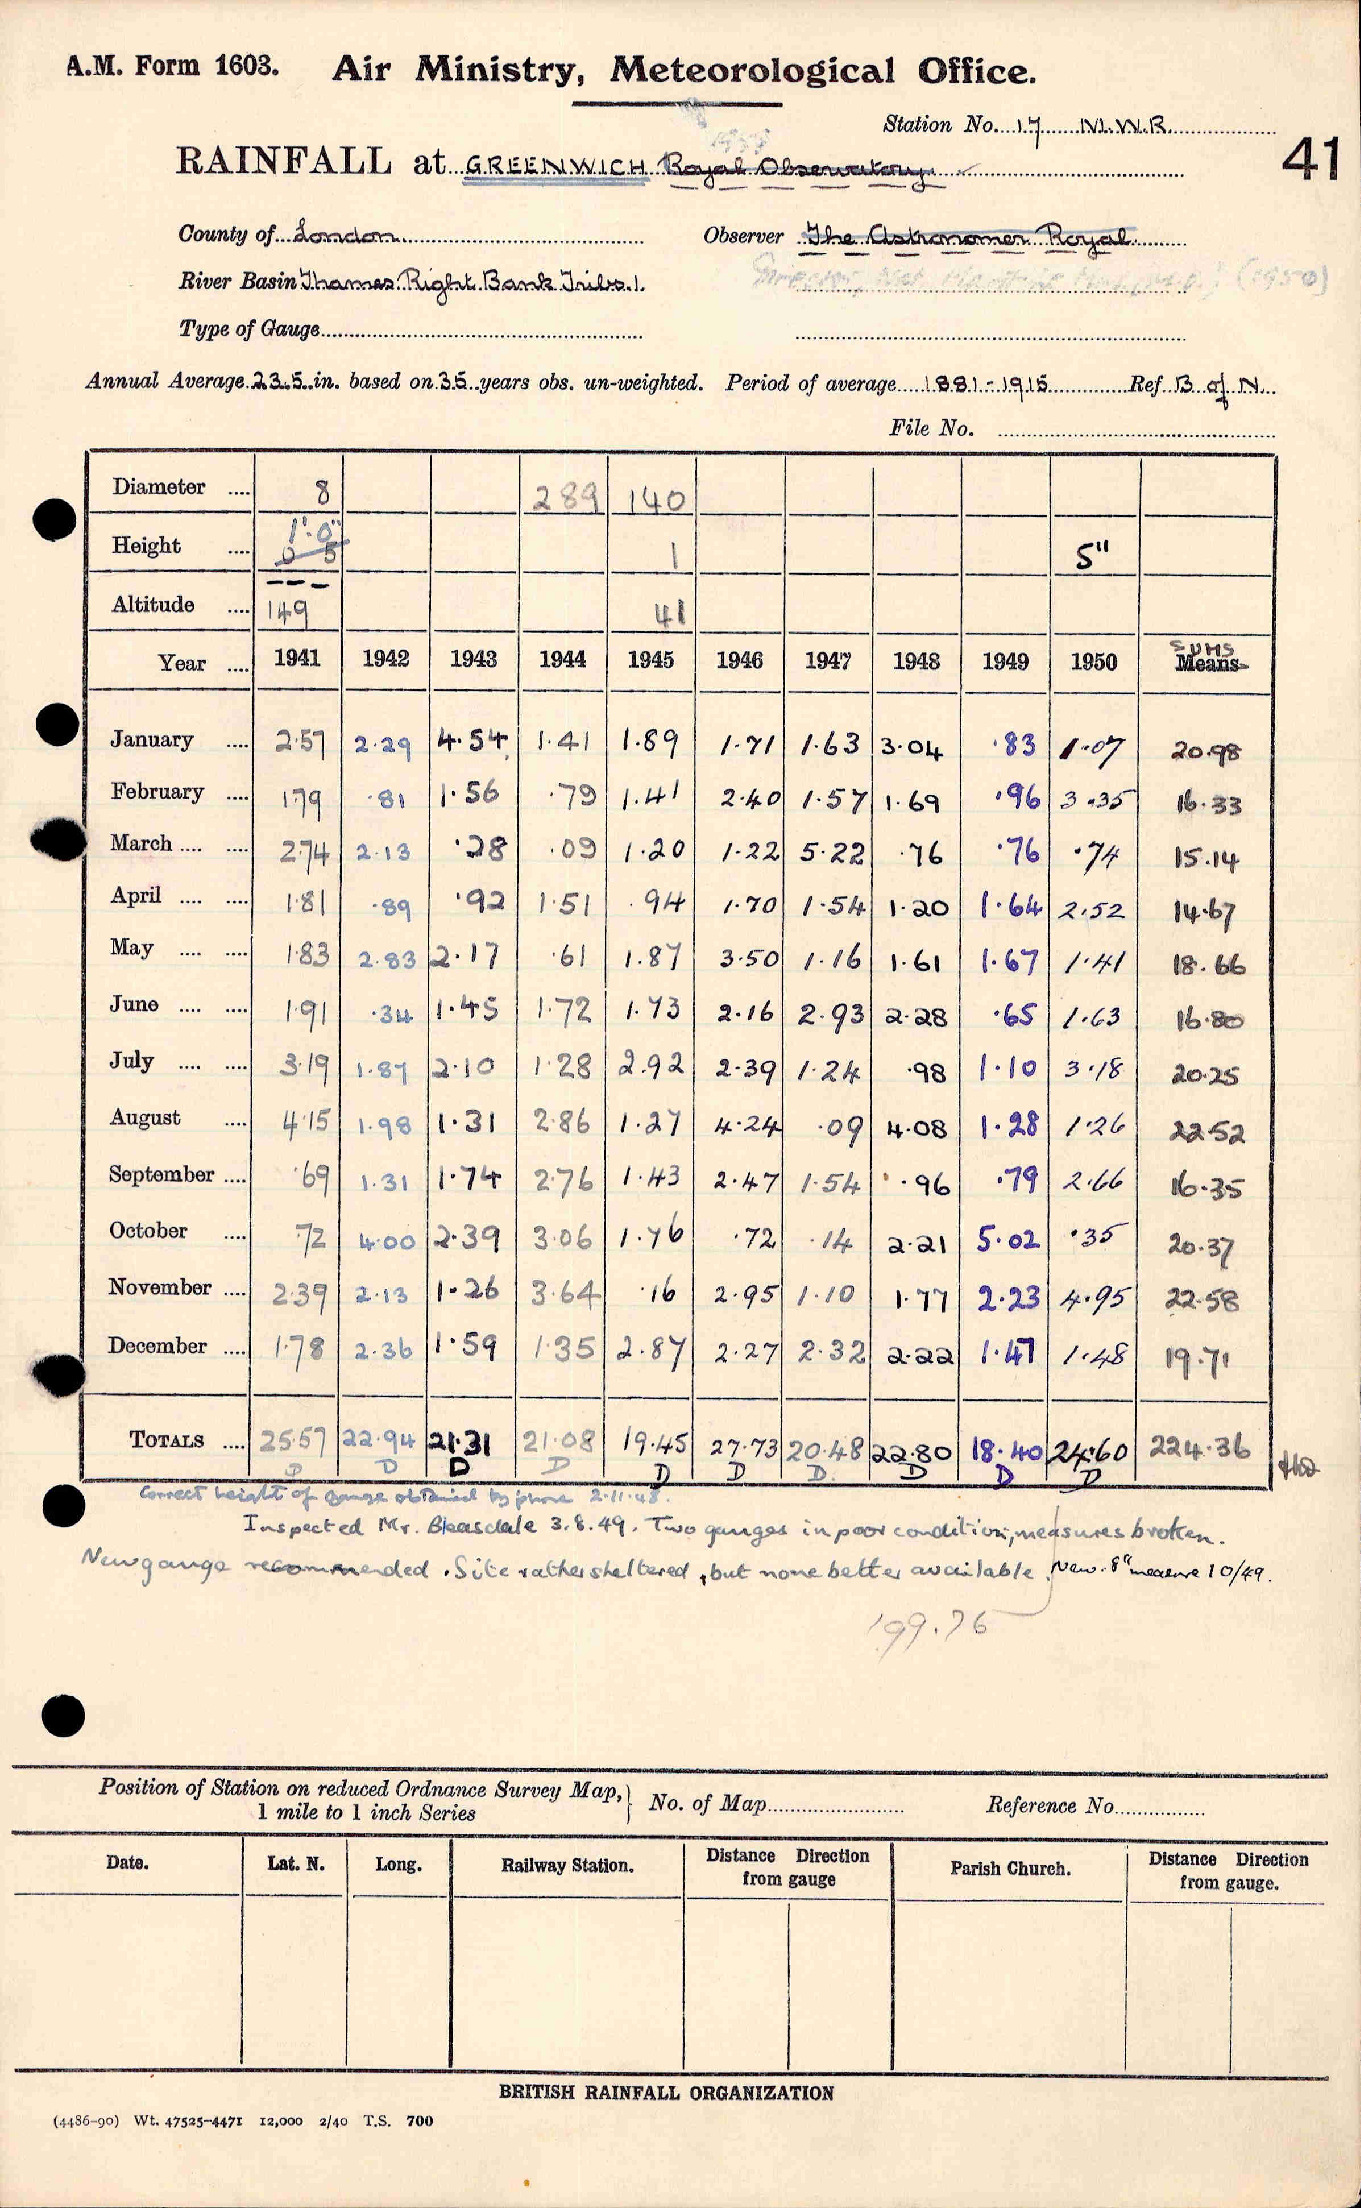 A.M. Form 1603. Air Ministry, Meteorological Office.
Station No. 17 M.W.R.
41
RAINFALL at GREENWICH Royal Observatory
County of London Observer The Astronomer Royal
River Basin Thames Right Bank Tribs. 1. (1950)
Type of Gauge
Annual Average 23.5 in. based on 35 years obs. un-weighted. Period of average 1881-1915 Ref. B of N.
File No.
Diameter .... 8 289 140
Height .... 1'.0" 0 5 1 5"
Altitude .... 149 41
Year .... 1941 1942 1943 1944 1945 1946 1947 1948 1949 1950 SUMS Means
January .... 2.57 2.29 4.54 1.41 1.89 1.71 1.63 3.04 .83 1.07 20.98
February .... 1.79 .81 1.56 .79 1.41 2.40 1.57 1.69 .96 3.35 16.33
March .... .... 2.74 2.13 .28 .09 1.20 1.22 5.22 .76 .76 .74 15.14
April .... .... 1.81 .89 .92 1.51 .94 1.70 1.54 1.20 1.64 2.52 14.67
May .... .... 1.83 2.83 2.17 .61 1.87 3.50 1.16 1.61 1.67 1.41 18.66
June .... .... 1.91 .34 1.45 1.72 1.73 2.16 2.93 2.28 .65 1.63 16.80
July .... .... 3.19 1.87 2.10 1.28 2.92 2.39 1.24 .98 1.10 3.18 20.25
August .... 4.15 1.98 1.31 2.86 1.27 4.24 .09 4.08 1.28 1.26 22.52
September .... .69 1.31 1.74 2.76 1.43 2.47 1.54 .96 .79 2.66 16.35
October .... .72 4.00 2.39 3.06 1.76 .72 .14 2.21 5.02 .35 20.37
November .... 2.39 2.13 1.26 3.64 .16 2.95 1.10 1.77 2.23 4.95 22.58
December .... 1.78 2.36 1.59 1.35 2.87 2.27 2.32 2.22 1.47 1.48 19.71
TOTALS .... 25.57 22.94 21.31 21.08 19.45 27.73 20.48 22.80 18.40 24.60 224.36
D D D D D D D D D D
Correct height of gauge obtained by phone 2.11.48.
Inspected Mr. Bleasdale 3.8.49. Two gauges in poor condition, measures broken.
New gauge recommended. Site rather sheltered, but none better available. New 8" measure 10/49.
199.76
Position of Station on reduced Ordnance Survey Map, 1 mile to 1 inch Series No. of Map Reference No.
Date. Lat. N. Long. Railway Station. Distance Direction from gauge Parish Church. Distance Direction from gauge.
BRITISH RAINFALL ORGANIZATION
(4486-90) Wt. 47525-4471 12,000 2/40 T.S. 700